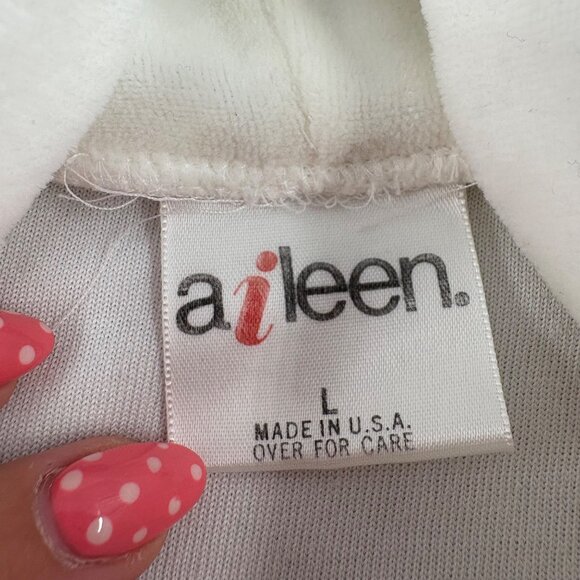 aileen.
L
MADE IN U.S.A.
OVER FOR CARE